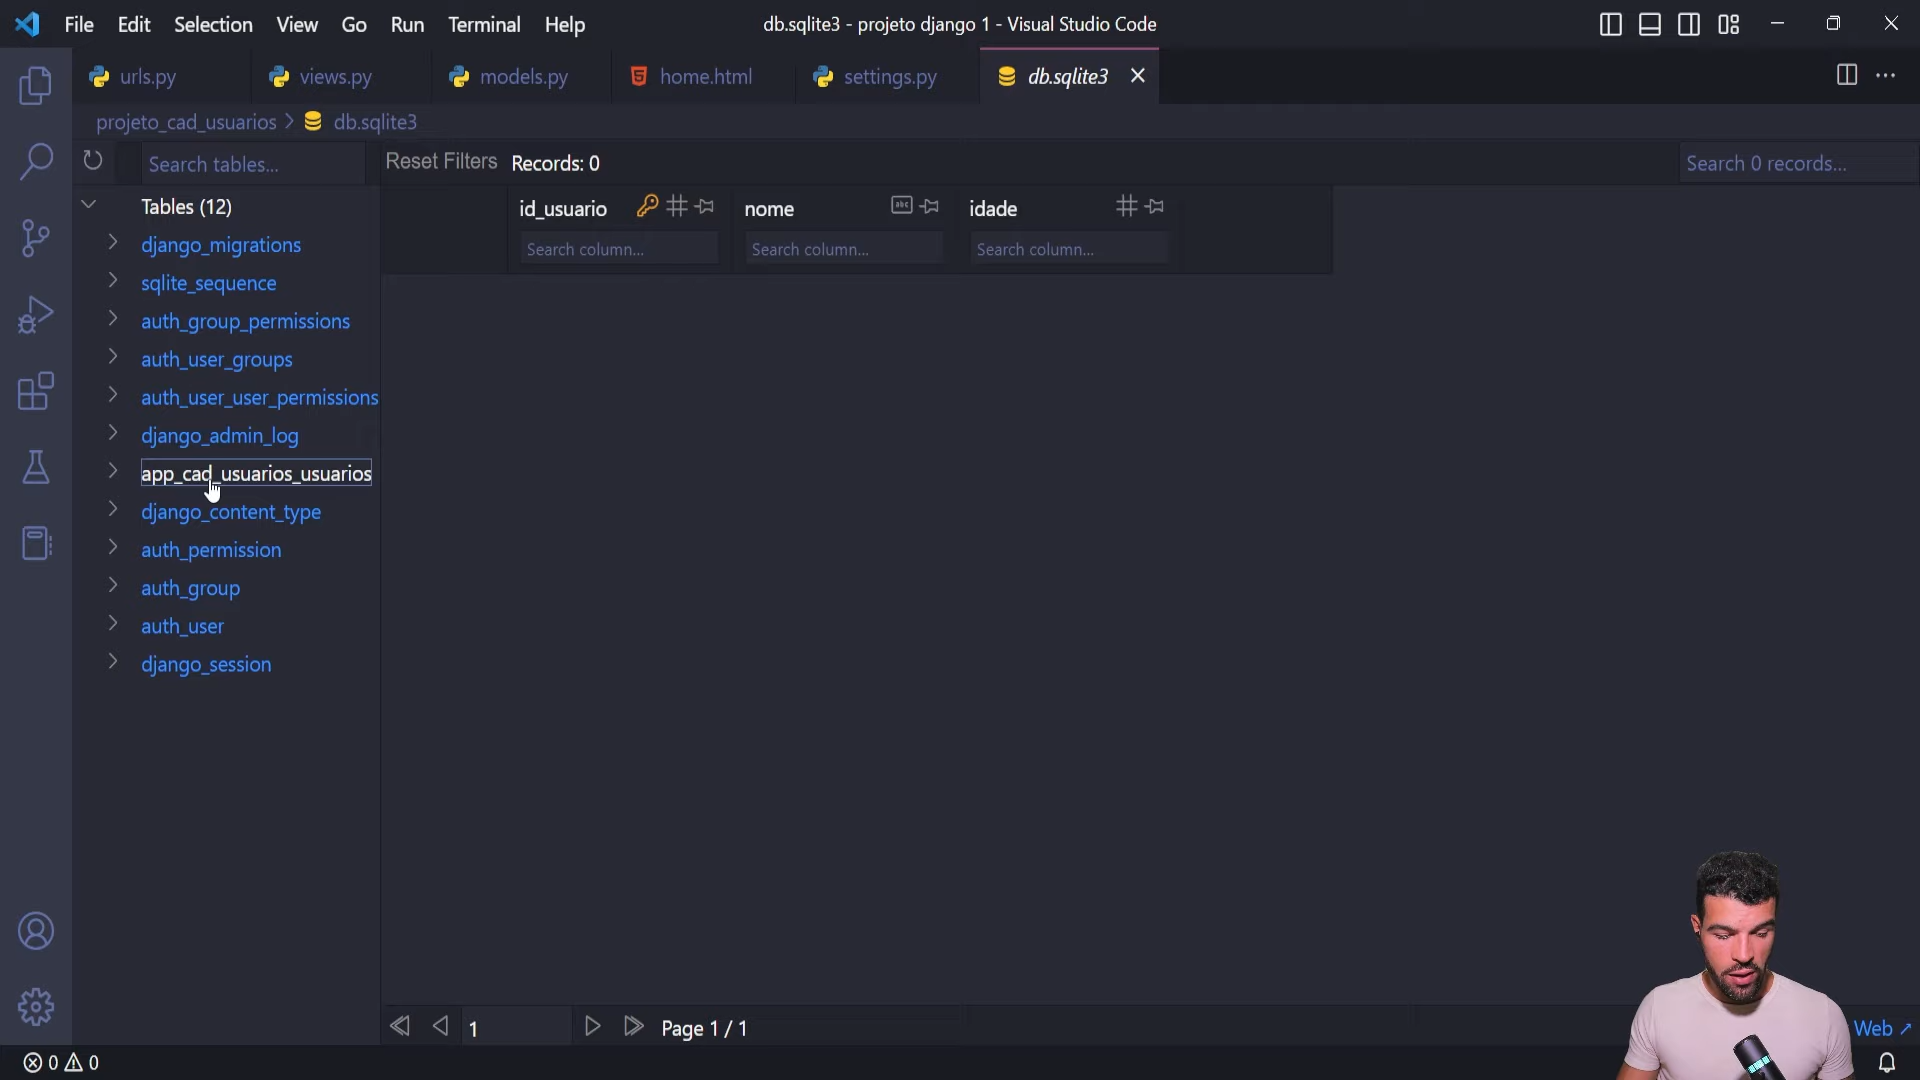 File Edit Selection View Go Run Terminal Help
db.sqlite3 - projeto django 1 - Visual Studio Code
urls.py
views.py
models.py
home.html
settings.py
db.sqlite3
projeto_cad_usuarios > db.sqlite3
Search tables...
Reset Filters
Records: 0
Search 0 records...
Tables (12)
django_migrations
sqlite_sequence
auth_group_permissions
auth_user_groups
auth_user_user_permissions
django_admin_log
app_cad_usuarios_usuarios
django_content_type
auth_permission
auth_group
auth_user
django_session
id_usuario
nome
abc
idade
Search column...
Search column...
Search column...
1
Page 1 / 1
Web ↗
0 0